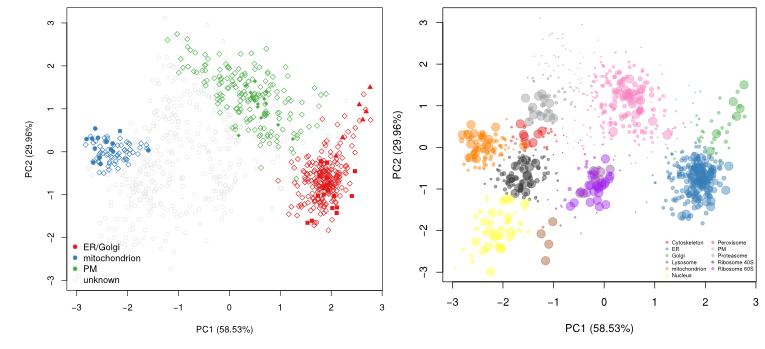 3
2
1
0
−1
−2
−3
PC2 (29.96%)
ER/Golgi
mitochondrion
PM
unknown
−3 −2 −1 0 1 2 3
PC1 (58.53%)
3
2
1
0
−1
−2
−3
PC2 (29.96%)
Cytoskeleton
ER
Golgi
Lysosome
mitochondrion
Nucleus
Peroxisome
PM
Proteasome
Ribosome 40S
Ribosome 60S
−3 −2 −1 0 1 2 3
PC1 (58.53%)